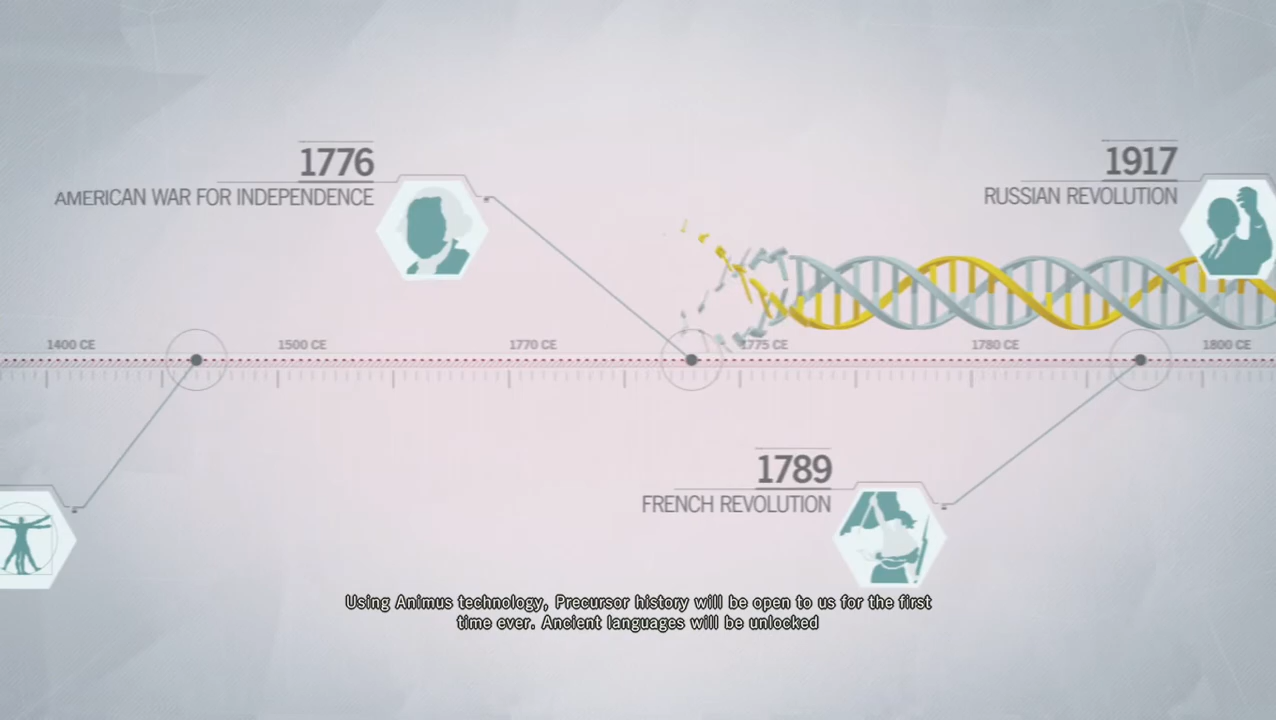 1776
AMERICAN WAR FOR INDEPENDENCE
1917
RUSSIAN REVOLUTION
1400 CE
1500 CE
1770 CE
1775 CE
1780 CE
1800 CE
1789
FRENCH REVOLUTION
Using Animus technology, Precursor history will be open to us for the first
time ever. Ancient languages will be unlocked